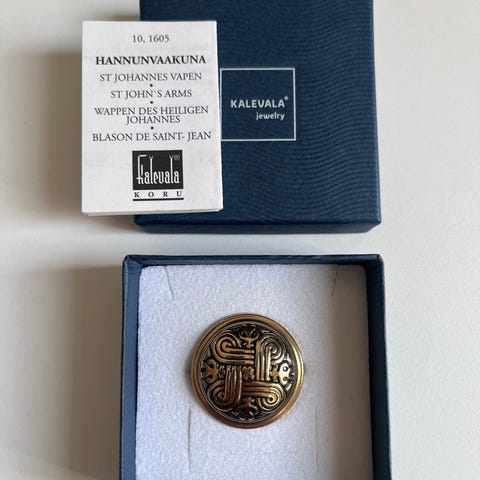 10, 1605
HANNUNVAAKUNA
ST JOHANNES VAPEN
•
ST JOHN`S ARMS
•
WAPPEN DES HEILIGEN
JOHANNES
•
BLASON DE SAINT- JEAN
Kalevala®
KORU
KALEVALA®
jewelry